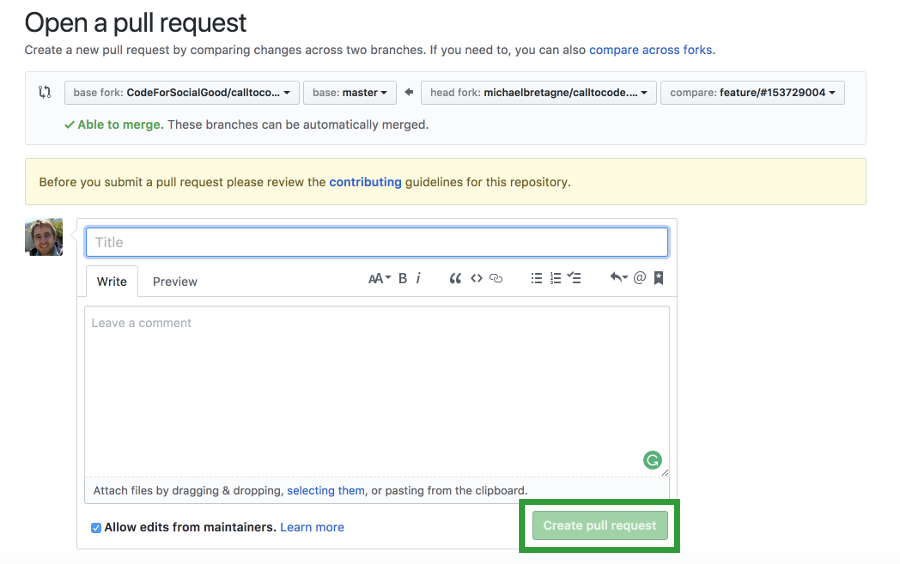 Open a pull request
Create a new pull request by comparing changes across two branches. If you need to, you can also compare across forks.
base fork: CodeForSocialGood/calltoco... base: master head fork: michaelbretagne/calltocode.... compare: feature/#153729004
Able to merge. These branches can be automatically merged.
Before you submit a pull request please review the contributing guidelines for this repository.
Title
Write Preview AA B i
Leave a comment
Attach files by dragging & dropping, selecting them, or pasting from the clipboard.
Allow edits from maintainers. Learn more
Create pull request